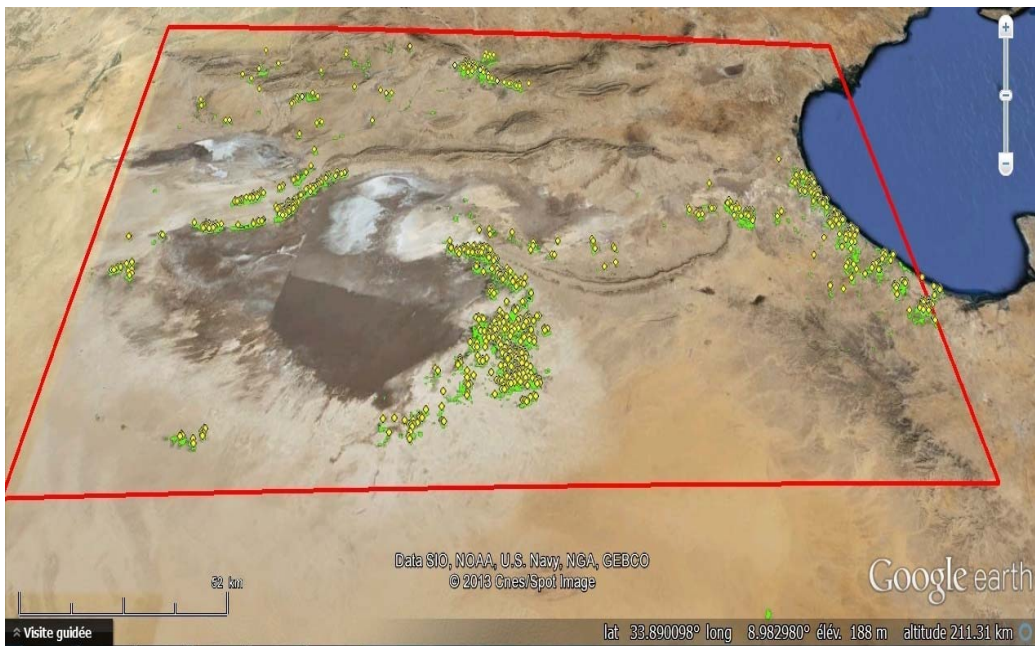 Data SIO, NOAA, U.S. Navy, NGA, GEBCO
© 2013 Cnes/Spot Image
Google earth
52 km
Visite guidée
lat 33.890098° long 8.982980° élév. 188 m altitude 211.31 km